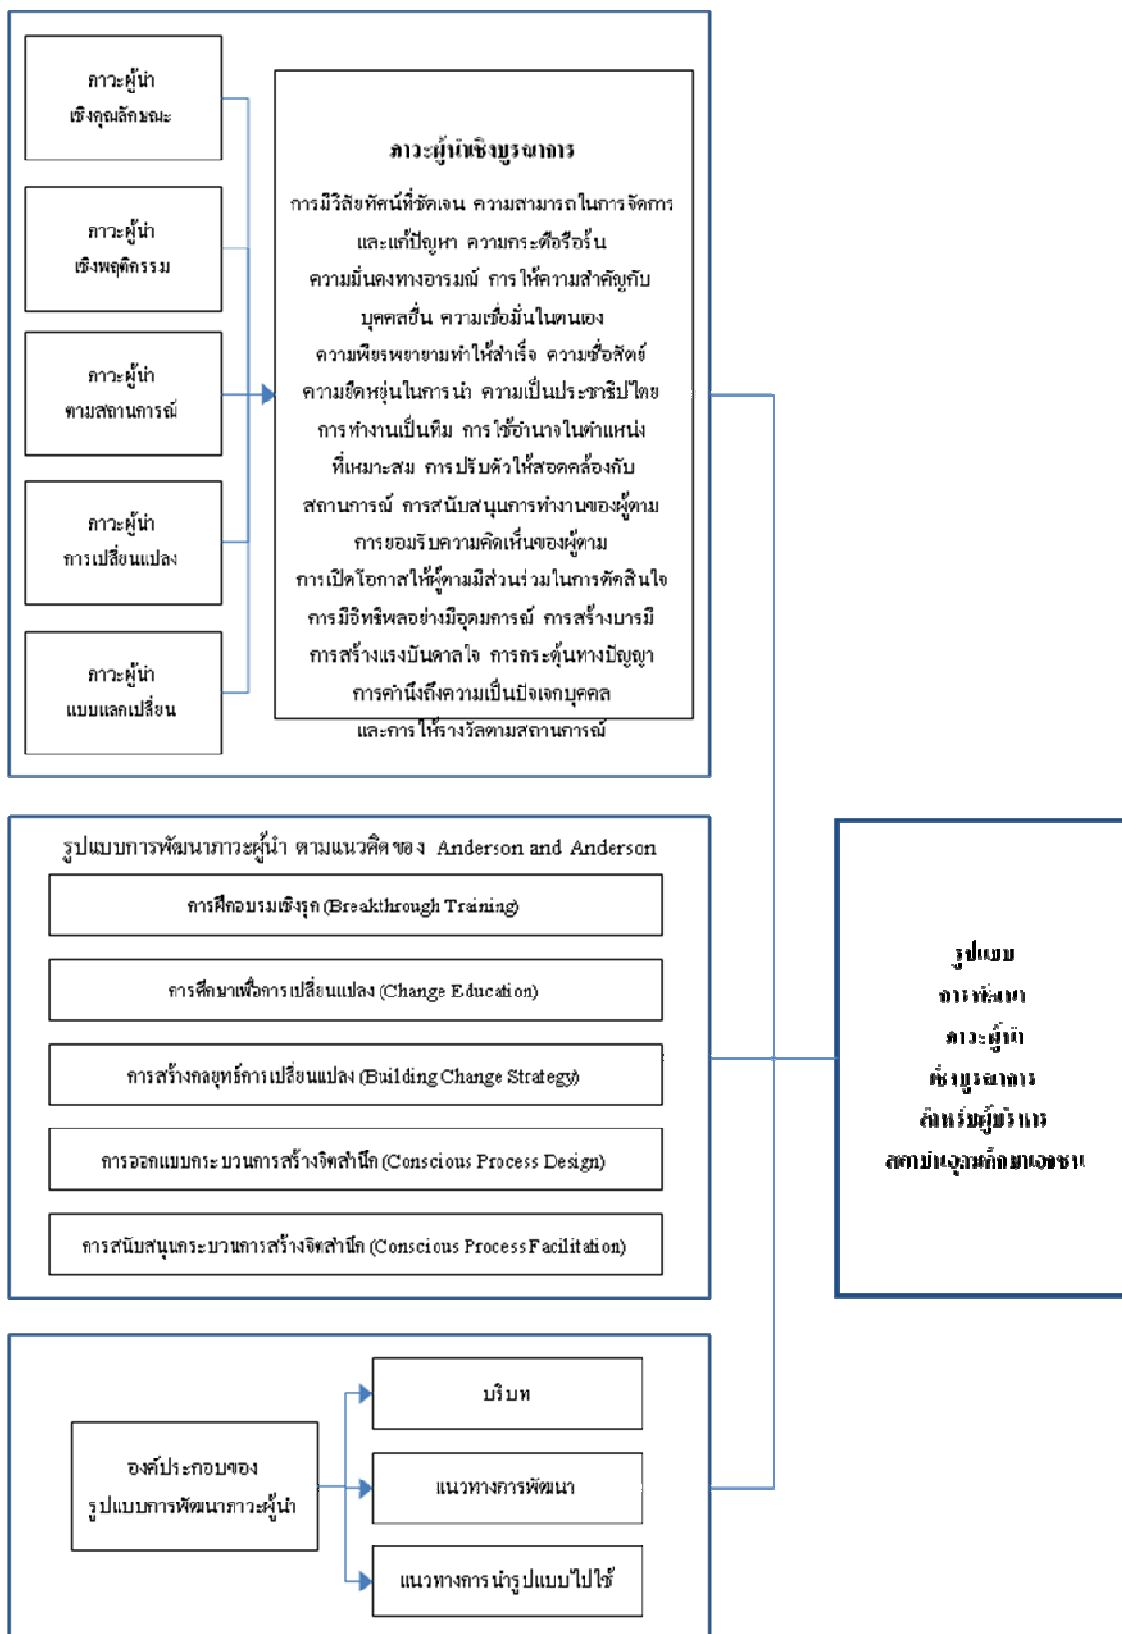 ภาวะผู้นำ
เชิงคุณลักษณะ
ภาวะผู้นำ
เชิงพฤติกรรม
ภาวะผู้นำ
ตามสถานการณ์
ภาวะผู้นำ
การเปลี่ยนแปลง
ภาวะผู้นำ
แบบแลกเปลี่ยน
ภาวะผู้นำเชิงบูรณาการ
การมีวิสัยทัศน์ที่ชัดเจน ความสามารถในการจัดการ
และแก้ปัญหา ความกระตือรือร้น
ความมั่นคงทางอารมณ์ การให้ความสำคัญกับ
บุคคลอื่น ความเชื่อมั่นในตนเอง
ความเพียรพยายามทำให้สำเร็จ ความซื่อสัตย์
ความยืดหยุ่นในการนำ ความเป็นประชาธิปไตย
การทำงานเป็นทีม การใช้อำนาจในตำแหน่ง
ที่เหมาะสม การปรับตัวให้สอดคล้องกับ
สถานการณ์ การสนับสนุนการทำงานของผู้ตาม
การยอมรับความคิดเห็นของผู้ตาม
การเปิดโอกาสให้ผู้ตามมีส่วนร่วมในการตัดสินใจ
การมีอิทธิพลอย่างมีอุดมการณ์ การสร้างบารมี
การสร้างแรงบันดาลใจ การกระตุ้นทางปัญญา
การคำนึงถึงความเป็นปัจเจกบุคคล
และการให้รางวัลตามสถานการณ์
รูปแบบการพัฒนาภาวะผู้นำ ตามแนวคิดของ Anderson and Anderson
การฝึกอบรมเชิงรุก (Breakthrough Training)
การศึกษาเพื่อการเปลี่ยนแปลง (Change Education)
การสร้างกลยุทธ์การเปลี่ยนแปลง (Building Change Strategy)
การออกแบบกระบวนการสร้างจิตสำนึก (Conscious Process Design)
การสนับสนุนกระบวนการสร้างจิตสำนึก (Conscious Process Facilitation)
องค์ประกอบของ
รูปแบบการพัฒนาภาวะผู้นำ
บริบท
แนวทางการพัฒนา
แนวทางการนำรูปแบบไปใช้
รูปแบบ
การพัฒนา
ภาวะผู้นำ
เชิงบูรณาการ
สำหรับผู้บริหาร
สถาบันอุดมศึกษาเอกชน